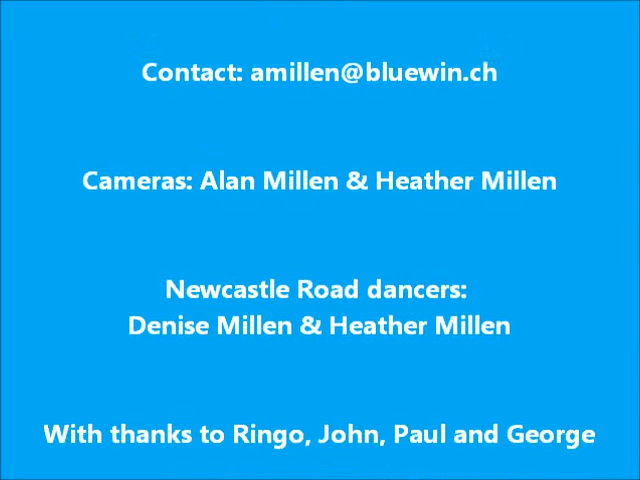 Contact: amillen@bluewin.ch
Cameras: Alan Millen & Heather Millen
Newcastle Road dancers:
Denise Millen & Heather Millen
With thanks to Ringo, John, Paul and George